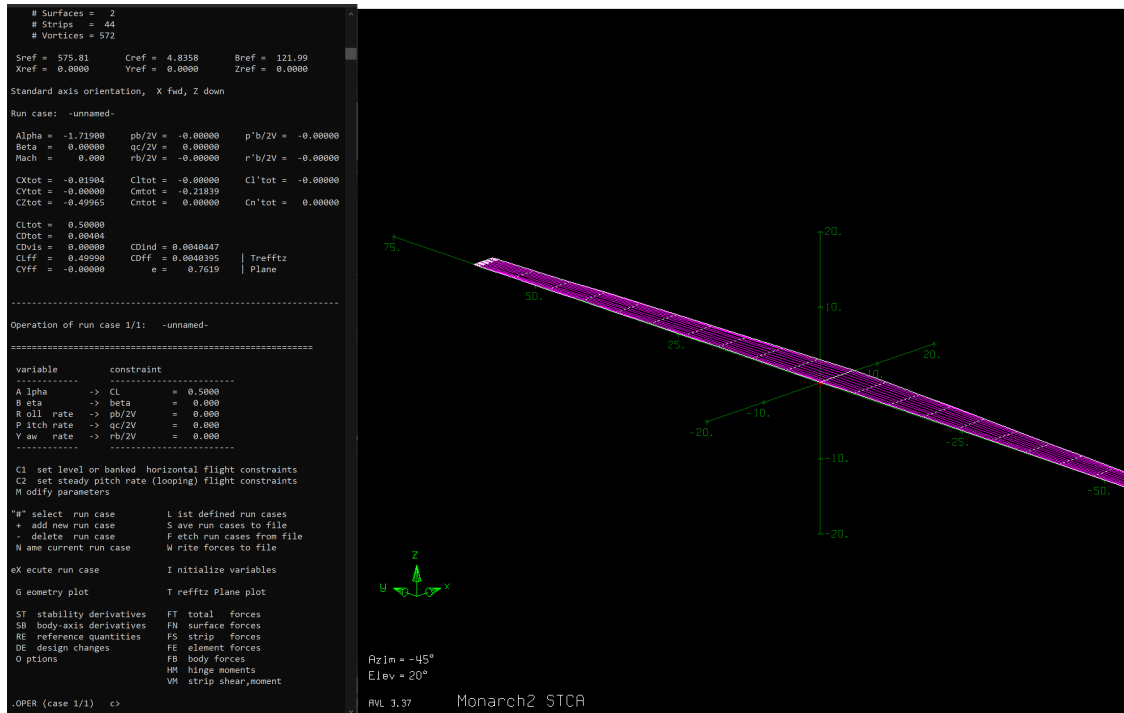 # Surfaces =   2
# Strips   =  44
# Vortices = 572
Sref =  575.81       Cref =  4.8358       Bref =  121.99
Xref =  0.0000       Yref =  0.0000       Zref =  0.0000
Standard axis orientation,  X fwd, Z down
Run case:  -unnamed-
Alpha =  -1.71900     pb/2V =  -0.00000     p'b/2V =  -0.00000
Beta  =   0.00000     qc/2V =   0.00000
Mach  =     0.000     rb/2V =  -0.00000     r'b/2V =  -0.00000
CXtot =  -0.01904     Cltot =  -0.00000     Cl'tot =  -0.00000
CYtot =  -0.00000     Cmtot =  -0.21839
CZtot =  -0.49965     Cntot =   0.00000     Cn'tot =   0.00000
CLtot =   0.50000
CDtot =   0.00404
CDvis =   0.00000     CDind = 0.0040447
CLff  =   0.49990     CDff  = 0.0040395    | Trefftz
CYff  =  -0.00000         e =    0.7619    | Plane
---------------------------------------------------------------
Operation of run case 1/1:   -unnamed-
==========================================================
variable          constraint
------------      ------------------------
A lpha        ->  CL          =   0.5000
B eta         ->  beta        =    0.000
R oll  rate   ->  pb/2V       =    0.000
P itch rate   ->  qc/2V       =    0.000
Y aw   rate   ->  rb/2V       =    0.000
------------      ------------------------
C1  set level or banked  horizontal flight constraints
C2  set steady pitch rate (looping) flight constraints
M odify parameters
"#" select  run case          L ist defined run cases
+  add new run case          S ave run cases to file
-  delete  run case          F etch run cases from file
N ame current run case       W rite forces to file
eX ecute run case             I nitialize variables
G eometry plot               T refftz Plane plot
ST  stability derivatives    FT  total   forces
SB  body-axis derivatives    FN  surface forces
RE  reference quantities     FS  strip   forces
DE  design changes           FE  element forces
O ptions                     FB  body forces
HM  hinge moments
VM  strip shear,moment
.OPER (case 1/1)   c>
20.
75.
50.
10.
25.
20.
10.
-10.
-20.
-25.
-10.
-50.
-20.
Z
y
x
Azim = -45°
Elev = 20°
AVL 3.37
Monarch2 STCA